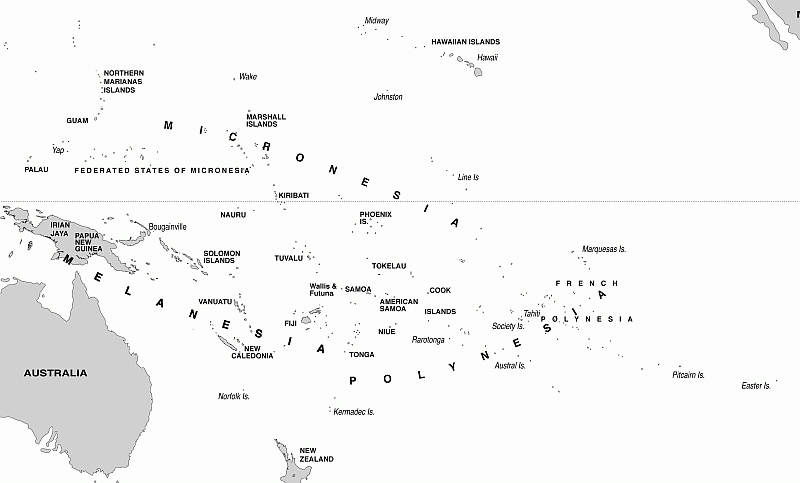 Midway
HAWAIIAN ISLANDS
Hawaii
NORTHERN
MARIANAS
ISLANDS
Wake
Johnston
GUAM
MARSHALL
ISLANDS
MICRONESIA
Yap
PALAU
FEDERATED STATES OF MICRONESIA
Line Is
KIRIBATI
NAURU
PHOENIX
IS.
IRIAN
JAYA
PAPUA
NEW
GUINEA
Bougainville
SOLOMON
ISLANDS
TUVALU
TOKELAU
Marquesas Is.
MELANESIA
Wallis &
Futuna
SAMOA
COOK
ISLANDS
FRENCH
POLYNESIA
VANUATU
AMERICAN
SAMOA
Tahiti
FIJI
NIUE
Society Is.
Rarotonga
NEW
CALEDONIA
TONGA
POLYNESIA
Austral Is.
AUSTRALIA
Pitcairn Is.
Easter Is.
Norfolk Is.
Kermadec Is.
NEW
ZEALAND